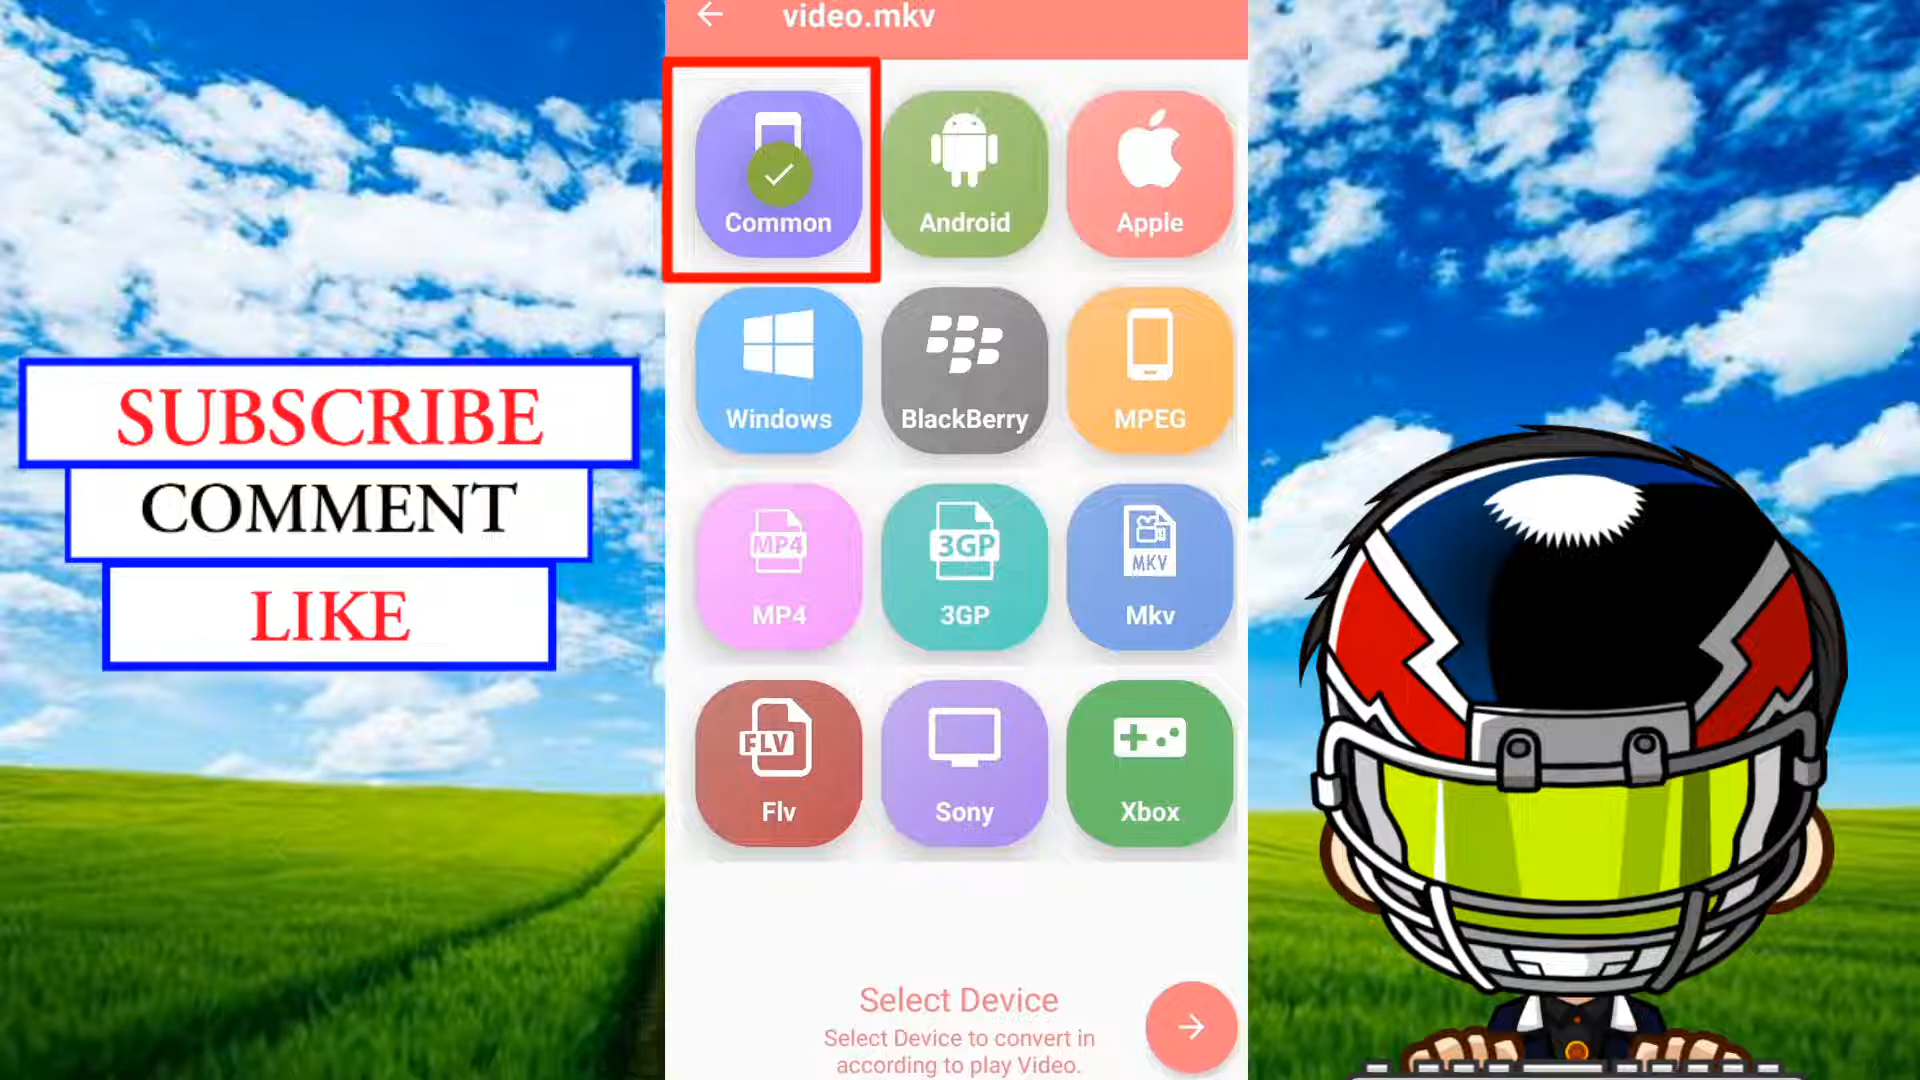 video.mkv
Common
Android
Apple
Windows
BlackBerry
MPEG
MP4
MP4
3GP
3GP
MKV
Mkv
FLV
Flv
Sony
Xbox
Select Device
Select Device to convert in
according to play Video.
SUBSCRIBE
COMMENT
LIKE